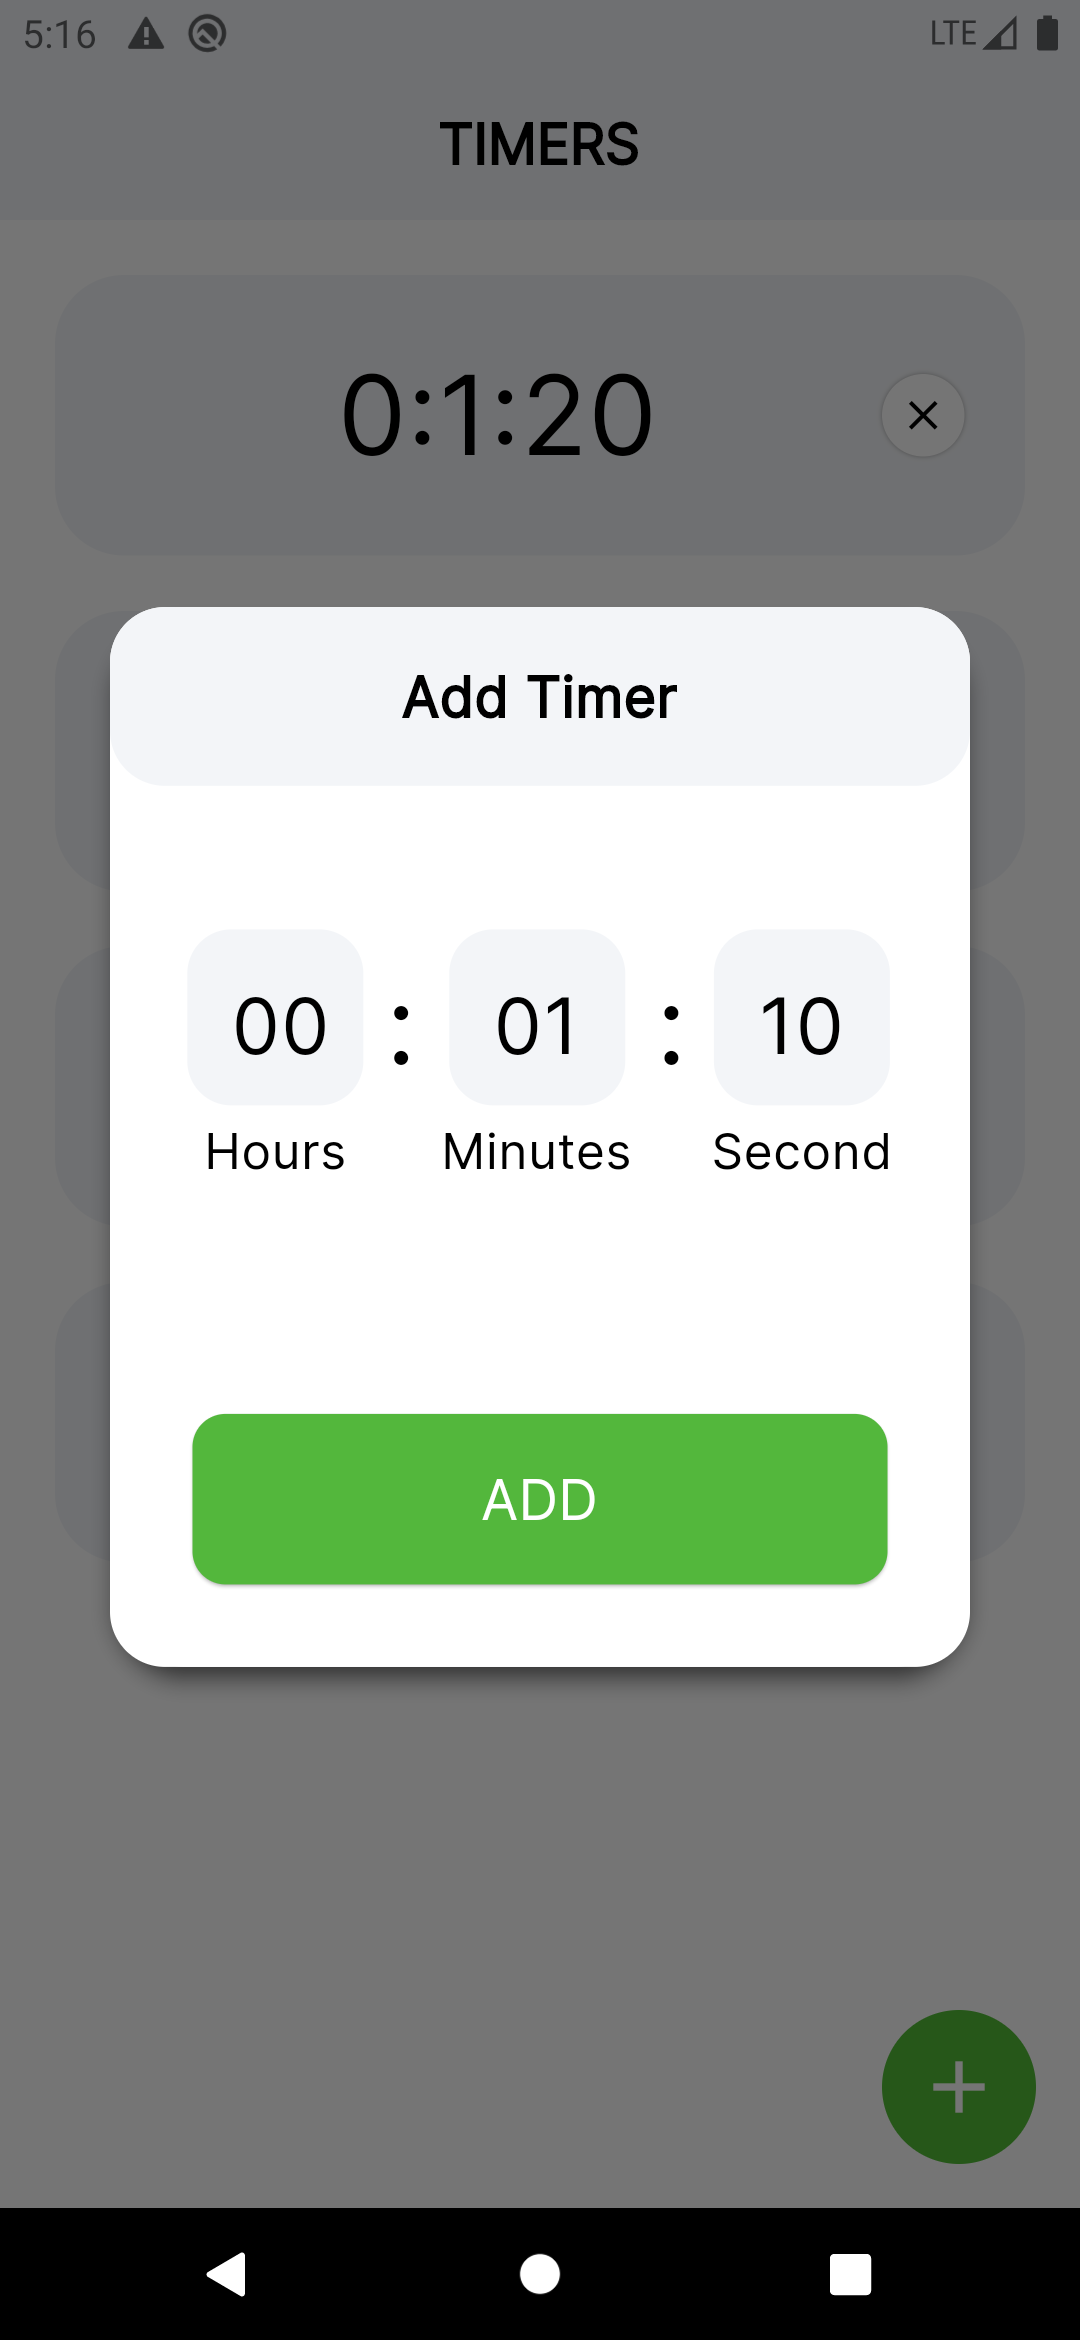 5:16 LTE
TIMERS
0:1:20
Add Timer
00 : 01 : 10
Hours Minutes Second
ADD